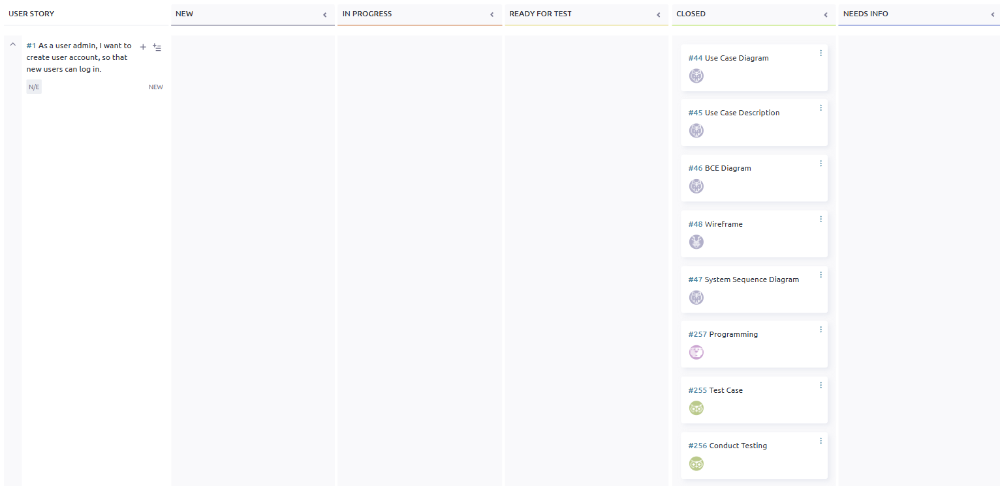 USER STORY
NEW
IN PROGRESS
READY FOR TEST
CLOSED
NEEDS INFO
#1 As a user admin, I want to
create user account, so that
new users can log in.
N/E
NEW
#44 Use Case Diagram
#45 Use Case Description
#46 BCE Diagram
#48 Wireframe
#47 System Sequence Diagram
#257 Programming
#255 Test Case
#256 Conduct Testing